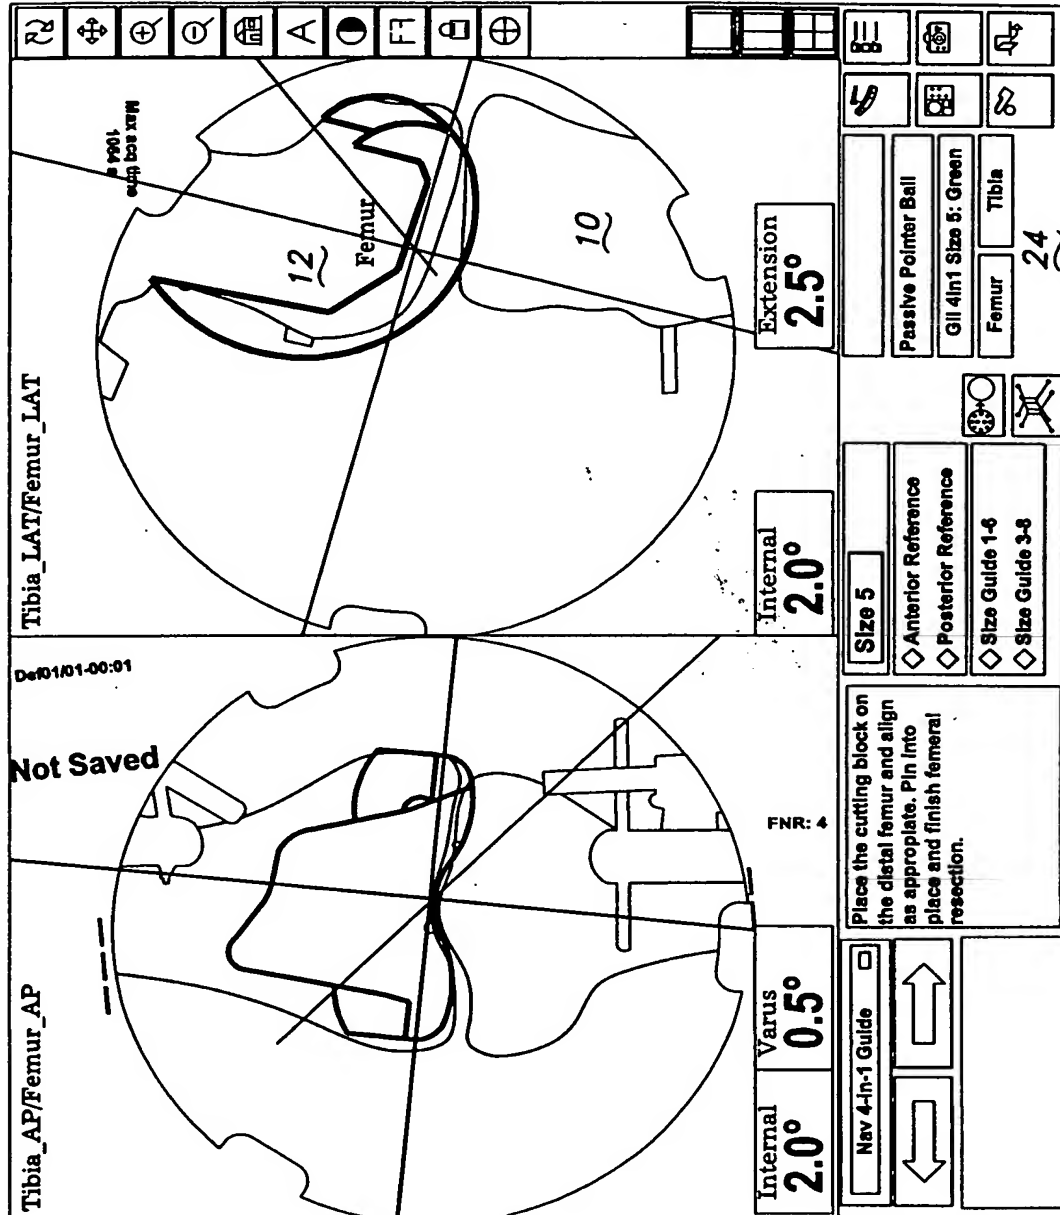 Tibia_AP/Femur_AP
Not Saved
Def01/01-00:01
FNR: 4
Internal
2.0°
Varus
0.5°
Tibia_LAT/Femur_LAT
Max acq time
1064 s
12
Femur
10
Internal
2.0°
Extension
2.5°
A
Nav 4-in-1 Guide
Place the cutting block on
the distal femur and align
as appropiate. Pin into
place and finish femeral
resection.
Size 5
Anterior Reference
Posterior Reference
Size Guide 1-6
Size Guide 3-8
Passive Pointer Ball
Gil 4in1 Size 5: Green
Femur
Tibia
24